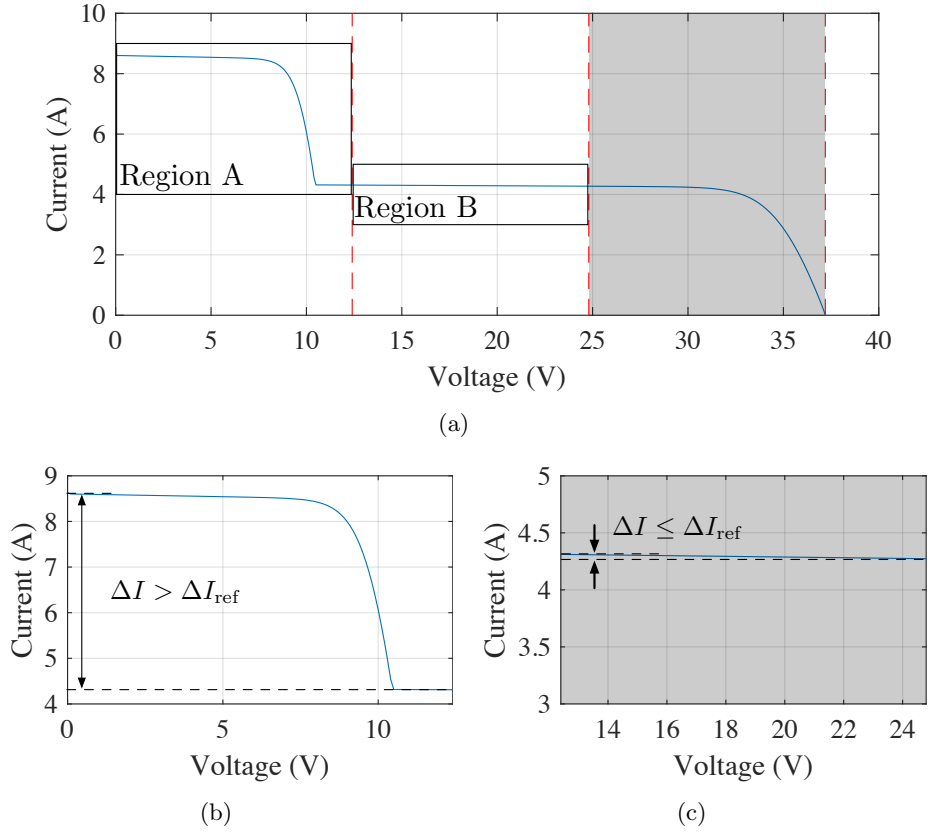 10
8
6
4
2
0
Current (A)
Region A
Region B
0 5 10 15 20 25 30 35 40
Voltage (V)
(a)
9
8
7
6
5
4
Current (A)
ΔI > ΔI_ref
0 5 10
Voltage (V)
(b)
5
4.5
4
3.5
3
Current (A)
ΔI ≤ ΔI_ref
14 16 18 20 22 24
Voltage (V)
(c)